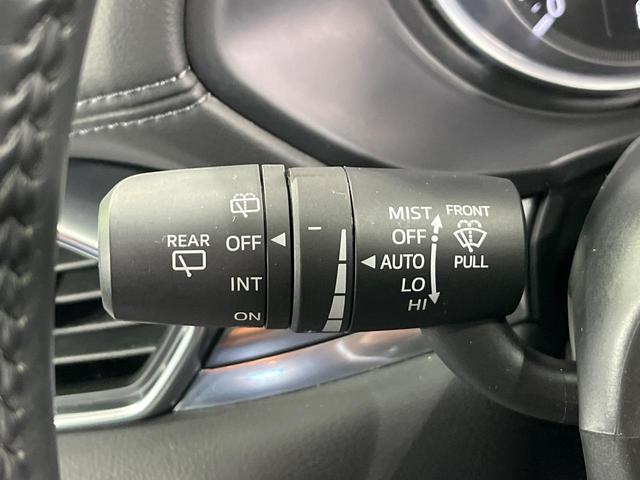 REAR
OFF
INT
ON
MIST
OFF
AUTO
LO
HI
FRONT
PULL